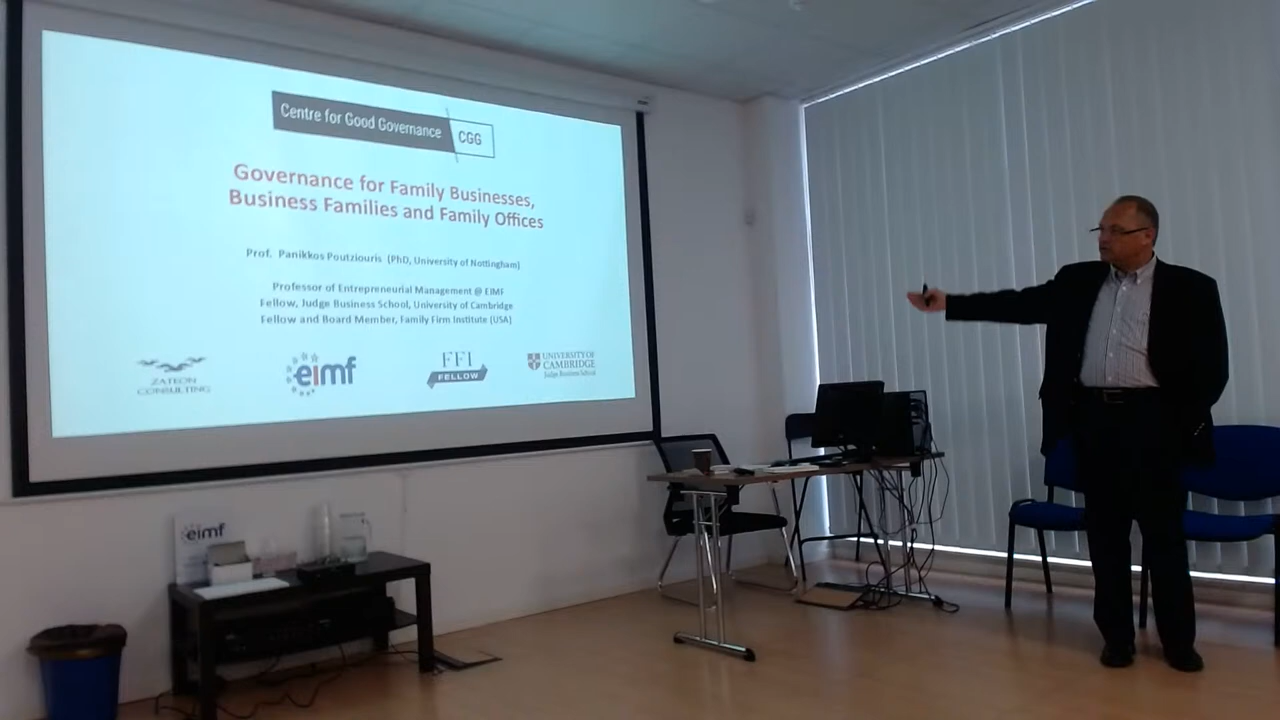 Centre for Good Governance CGG
Governance for Family Businesses,
Business Families and Family Offices
Prof. Panikkos Poutziouris (PhD, University of Nottingham)
Professor of Entrepreneurial Management @ EIMF
Fellow, Judge Business School, University of Cambridge
Fellow and Board Member, Family Firm Institute (USA)
ZATEON
CONSULTING
eimf
FFI
FELLOW
UNIVERSITY OF
CAMBRIDGE
Judge Business School
eimf